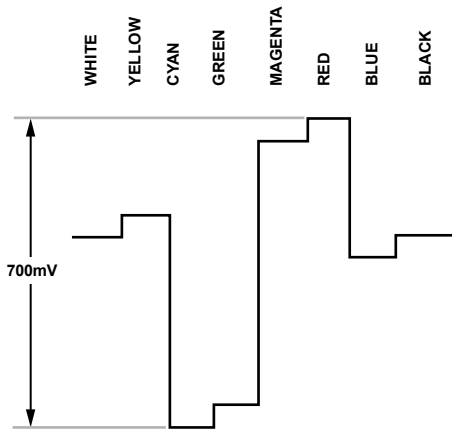 WHITE
YELLOW
CYAN
GREEN
MAGENTA
RED
BLUE
BLACK
700mV